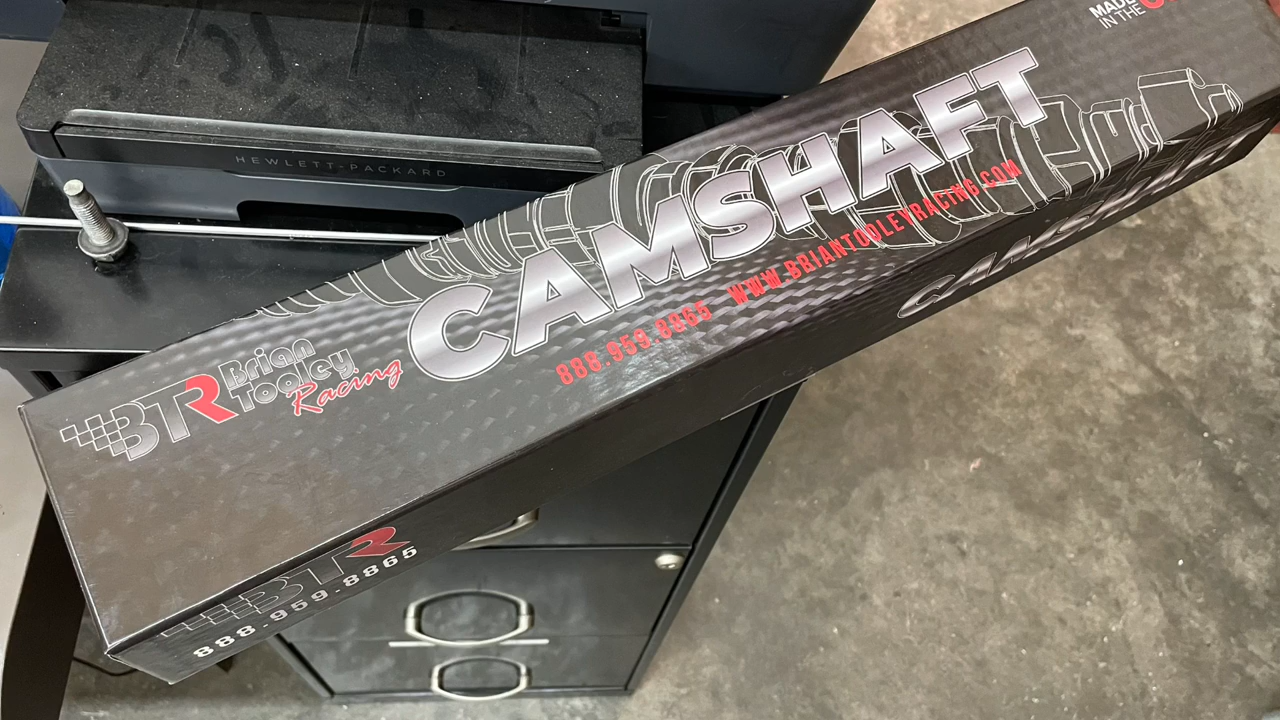 HEWLETT-PACKARD
MADE
IN THE
CAMSHAFT
888.959.8865 WWW.BRIANTOOLEYRACING.COM
BTR Brian
Tooley
Racing
CAMSHAFT
BTR
888.959.8865